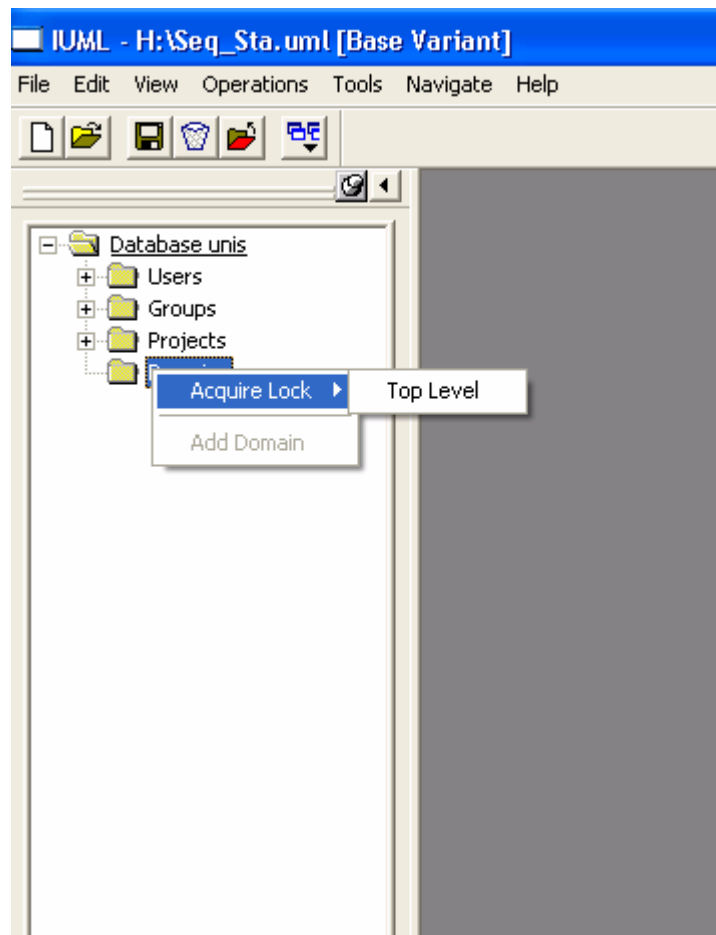 IUML - H:\Seq_Sta.uml [Base Variant]
File Edit View Operations Tools Navigate Help
Database unis
Users
Groups
Projects
Acquire Lock Top Level
Add Domain